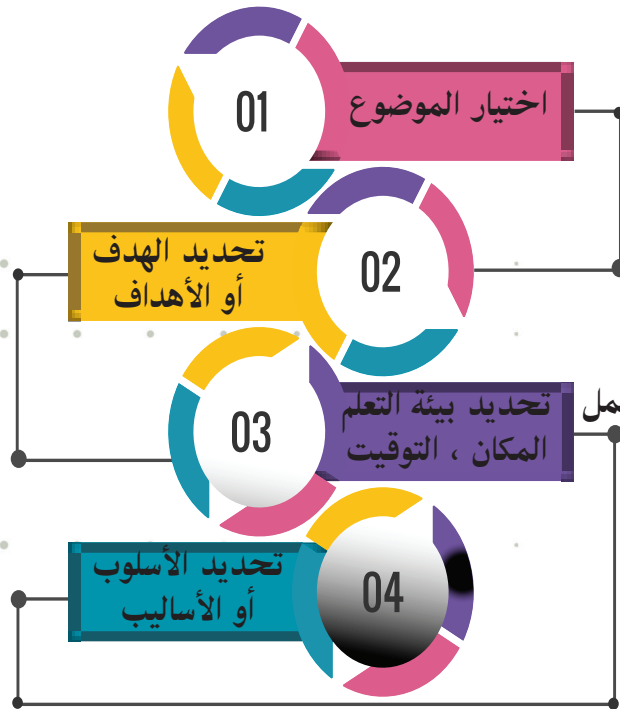 01
اختيار الموضوع
02
تحديد الهدف
أو الأهداف
03
تحديد بيئة التعلم
المكان ، التوقيت
04
تحديد الأسلوب
أو الأساليب